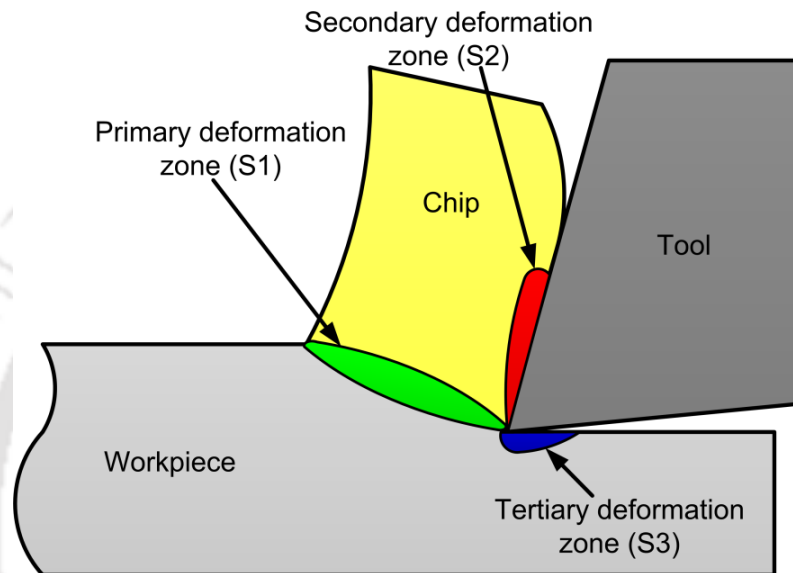 Secondary deformation
zone (S2)
Primary deformation
zone (S1)
Chip
Tool
Workpiece
Tertiary deformation
zone (S3)